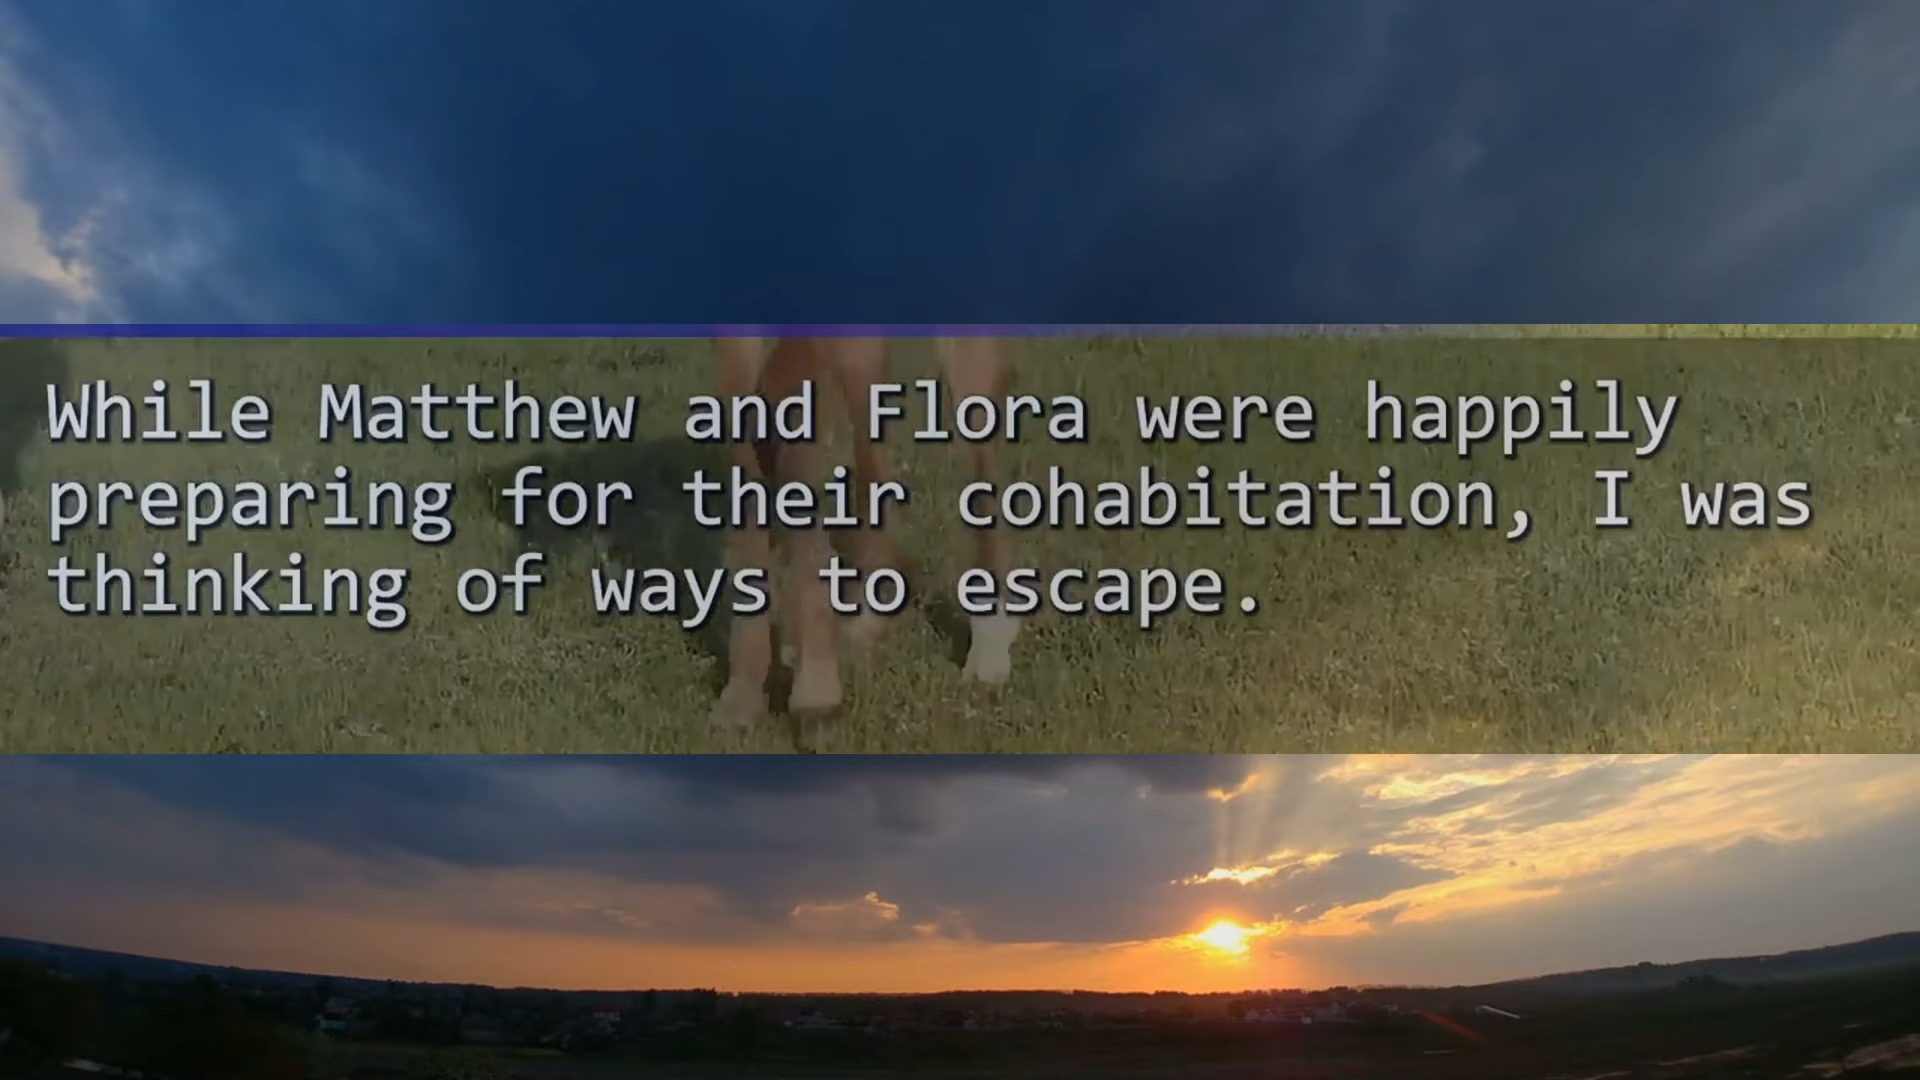 While Matthew and Flora were happily
preparing for their cohabitation, I was
thinking of ways to escape.